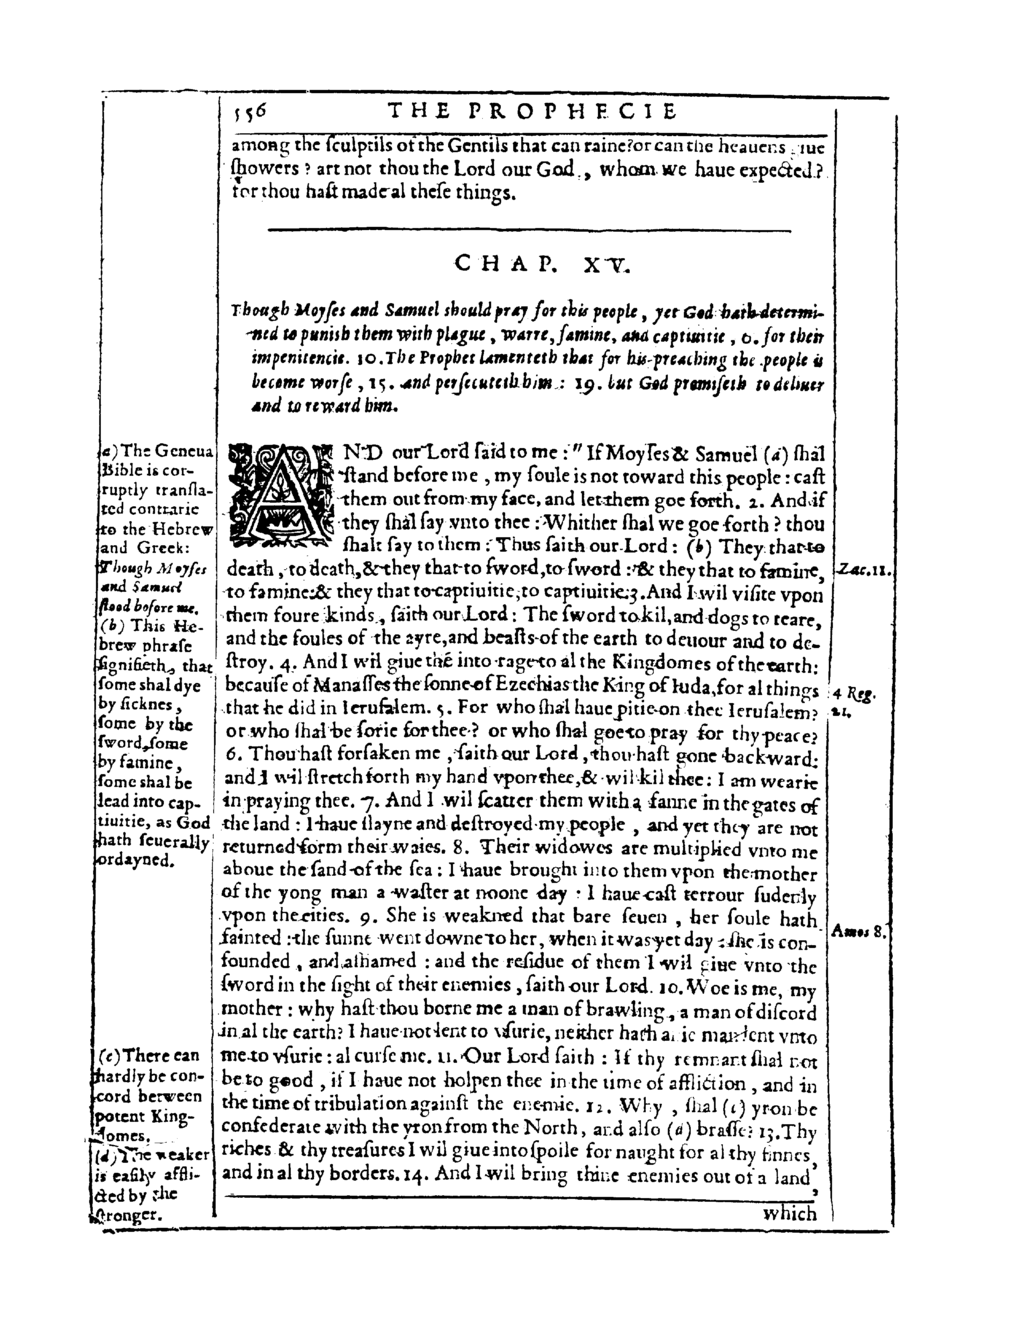 556 THE PROPHECIE
among the ſculptils of the Gentils that can raine? or can the heauens giue
ſhowers ? art not thou the Lord our God , whom we haue expected ?
for thou haſt made al theſe things.
CHAP. XV.
Though Moyſes and Samuel should pray for this people , yet God hath determi-
ned to punish them with plague , warre, famine, and captiuitie , 6. for their
impenitencie. 10. The Prophet lamenteth that for his preaching the people is
become worſe , 15. and perſecuteth him : 19. but God promiſeth to deliuer
and to reward him.
AND our Lord ſaid to me : " If Moyſes & Samuel (a) ſhal
ſtand before me , my ſoule is not toward this people : caſt
them out from my face, and let them goe forth. 2. And if
they ſhal ſay vnto thee : Whither ſhal we goe forth ? thou
ſhalt ſay to them : Thus ſaith our Lord : (b) They that to
death , to death, & they that to ſword, to ſword : & they that to famine,
to famine: & they that to captiuitie, to captiuitie. 3. And I wil viſite vpon
them foure kinds , ſaith our Lord : The ſword to kil, and dogs to teare,
and the foules of the ayre, and beaſts of the earth to deuour and to de-
ſtroy. 4. And I wil giue thē into rage to al the Kingdomes of the earth:
becauſe of Manaſſes the ſonne of Ezechias the King of Iuda, for al things
that he did in Ieruſalem. 5. For who ſhal haue pitie on thee Ieruſalem?
or who ſhal be ſorie for thee ? or who ſhal goe to pray for thy peace?
6. Thou haſt forſaken me , ſaith our Lord , thou haſt gone backward:
and I wil ſtretch forth my hand vpon thee, & wil kil thee : I am wearie
in praying thee. 7. And I wil ſcatter them with a fanne in the gates of
the land : I haue ſlayne and deſtroyed my people , and yet they are not
returned form their waies. 8. Their widowes are multiplied vnto me
aboue the ſand of the ſea : I haue brought into them vpon the mother
of the yong man a waſter at noone day : I haue caſt terrour ſudenly
vpon the cities. 9. She is weakned that bare ſeuen , her ſoule hath
fainted : the ſunne went downe to her, when it was yet day : ſhe is con-
founded , and aſhamed : and the reſidue of them I wil giue vnto the
ſword in the ſight of their enemies , ſaith our Lord. 10. Woe is me, my
mother : why haſt thou borne me a man of brawling , a man of diſcord
in al the earth? I haue not lent to vſurie, neither hath anie man lent vnto
me to vſurie : al curſe me. 11. Our Lord ſaith : If thy remnant ſhal not
be to good , if I haue not holpen thee in the time of affliction , and in
the time of tribulation againſt the enemie. 12. Why , ſhal (c) yron be
confederate with the yron from the North, and alſo (d) braſſe? 13. Thy
riches & thy treaſures I wil giue into ſpoile for naught for al thy ſinnes,
and in al thy borders. 14. And I wil bring thine enemies out of a land,
which
a) The Geneua
Bible is cor-
ruptly tranſla-
ted contrarie
to the Hebrew
and Greek:
Though Moyſes
and Samuel
ſtood before me.
(b) This He-
brew phraſe
ſignifieth, that
ſome shal dye
by ſicknes,
ſome by the
ſword, ſome
by famine,
ſome shal be
lead into cap-
tiuitie, as God
hath ſeuerally
ordayned.
(c) There can
hardly be con-
cord between
potent King-
domes.
(d) The weaker
is eaſily affli-
cted by the
ſtronger.
Zac. 11.
4 Reg.
21.
Amos 8.